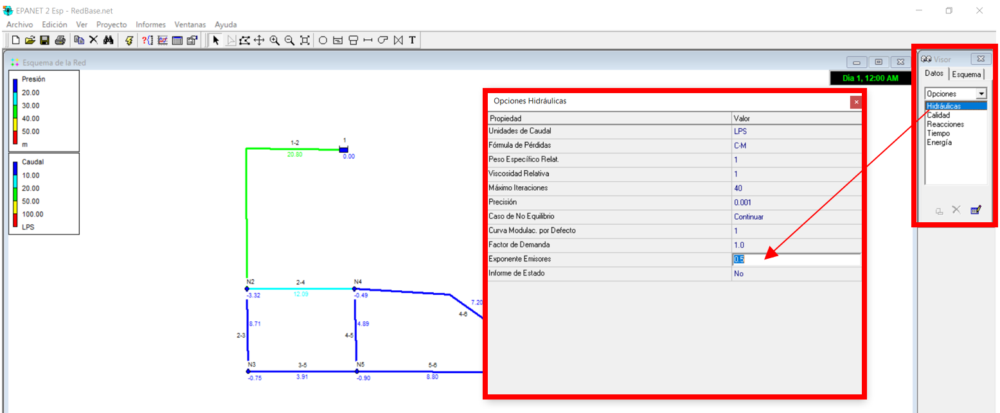 EPANET 2 Esp - RedBase.net
Archivo Edición Ver Proyecto Informes Ventanas Ayuda
T
Esquema de la Red
Presión
20.00
30.00
40.00
50.00
m
Caudal
10.00
20.00
50.00
100.00
LPS
Dia 1, 12:00 AM
1-2
20.80
1
0.00
N2
-3.32
2-4
12.09
N4
-0.49
7.20
4-6
8.71
2-3
4.89
4-5
N3
-0.75
3-5
3.91
N5
-0.90
5-6
8.80
Opciones Hidráulicas
Propiedad Valor
Unidades de Caudal LPS
Fórmula de Pérdidas C-M
Peso Específico Relat. 1
Viscosidad Relativa 1
Máximo Iteraciones 40
Precisión 0.001
Caso de No Equilibrio Continuar
Curva Modulac. por Defecto 1
Factor de Demanda 1.0
Exponente Emisores 0.5
Informe de Estado No
Visor
Datos Esquema
Opciones
Hidráulicas
Calidad
Reacciones
Tiempo
Energía